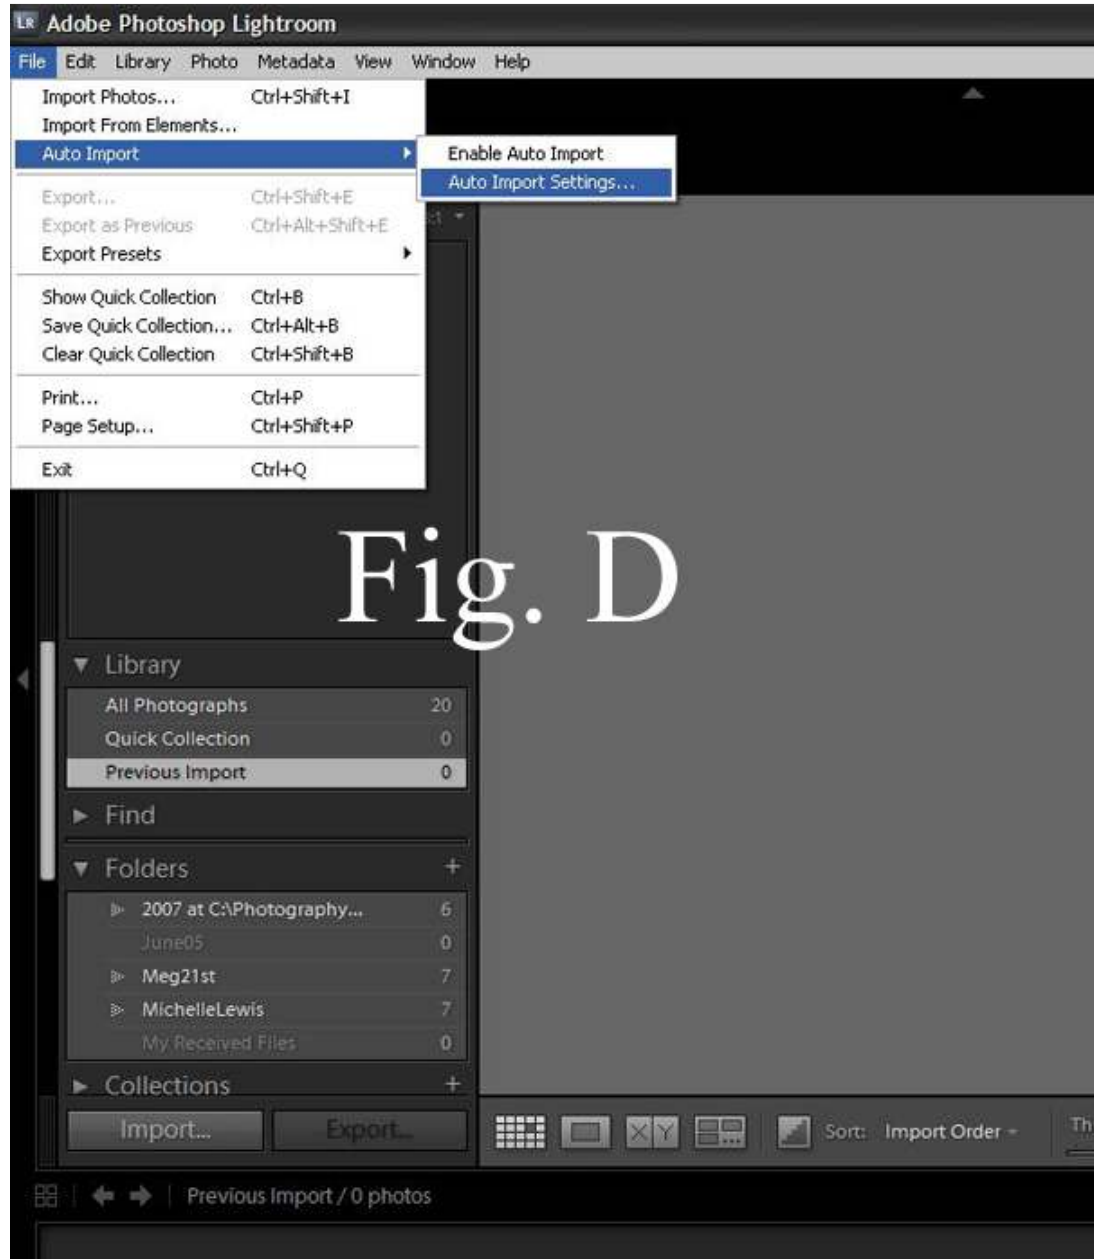 LR Adobe Photoshop Lightroom
File Edit Library Photo Metadata View Window Help
Import Photos... Ctrl+Shift+I
Import From Elements...
Auto Import
Enable Auto Import
Auto Import Settings...
Export... Ctrl+Shift+E
Export as Previous Ctrl+Alt+Shift+E
Export Presets
Show Quick Collection Ctrl+B
Save Quick Collection... Ctrl+Alt+B
Clear Quick Collection Ctrl+Shift+B
Print... Ctrl+P
Page Setup... Ctrl+Shift+P
Exit Ctrl+Q
Fig. D
Library
All Photographs 20
Quick Collection 0
Previous Import 0
Find
Folders +
2007 at C:\Photography... 6
June05 0
Meg21st 7
MichelleLewis 7
My Received Files 0
Collections +
Import... Export...
X Y Sort: Import Order Th
Previous Import / 0 photos